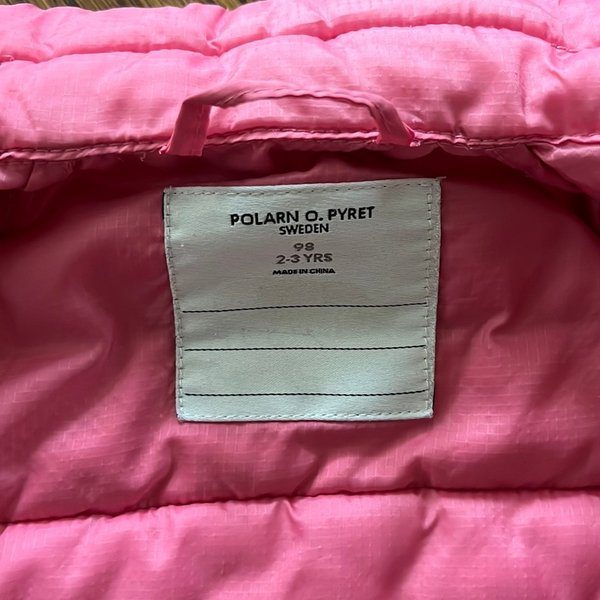 POLARN O. PYRET
SWEDEN
98
2-3 YRS
MADE IN CHINA